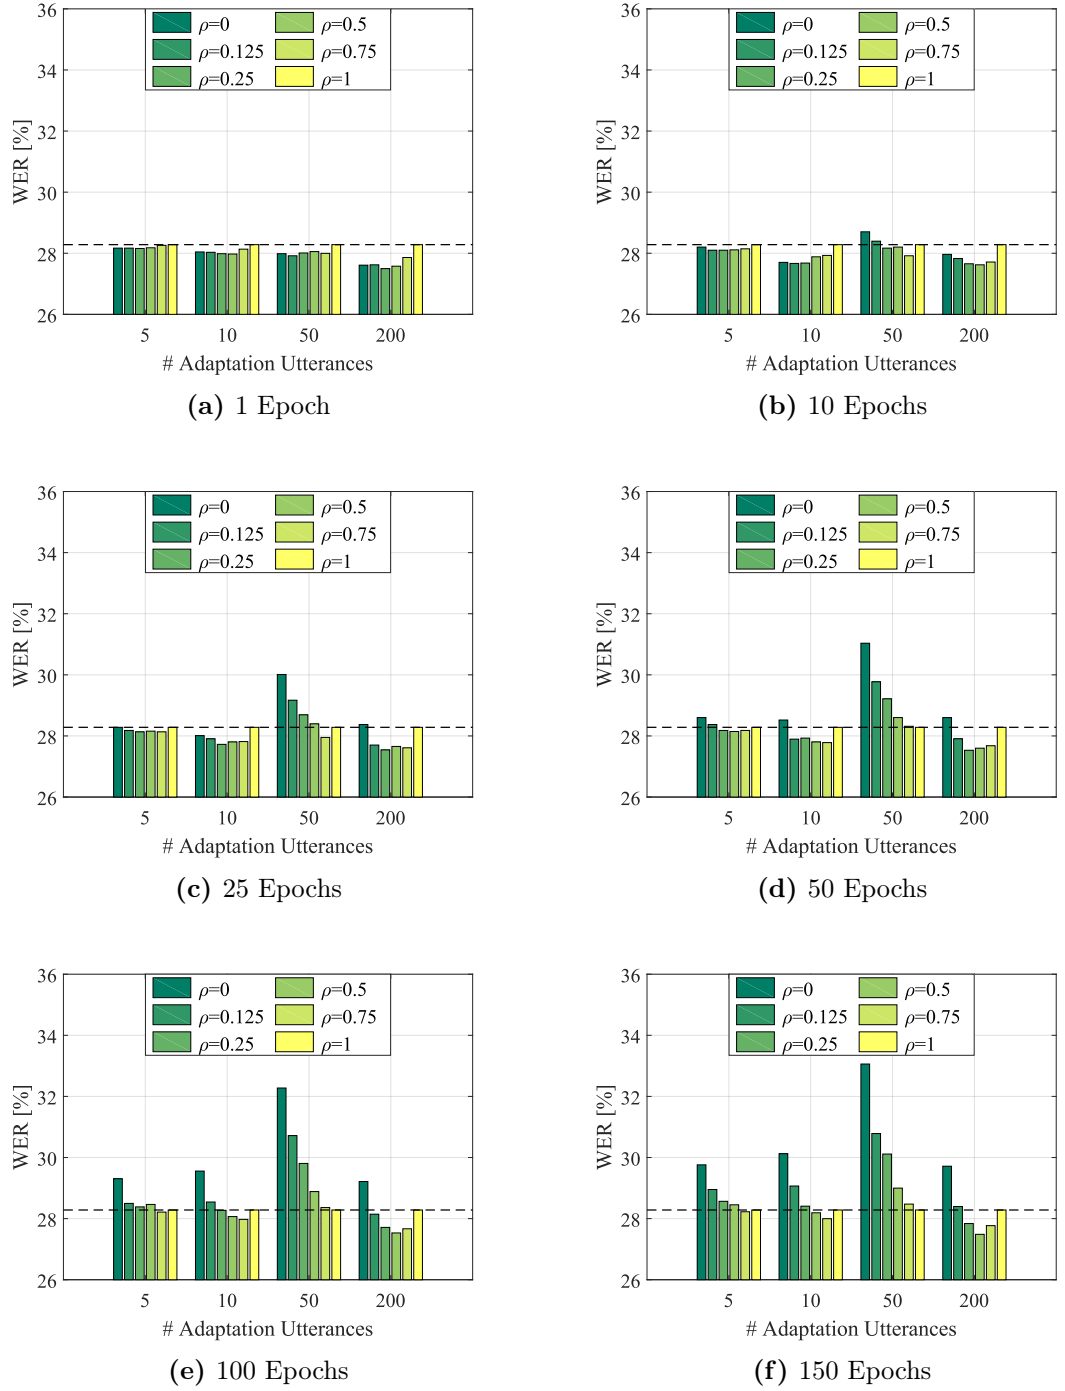 36
34
32
30
28
26
WER [%]
ρ=0
ρ=0.125
ρ=0.25
ρ=0.5
ρ=0.75
ρ=1
5 10 50 200
# Adaptation Utterances
(a) 1 Epoch
36
34
32
30
28
26
WER [%]
ρ=0
ρ=0.125
ρ=0.25
ρ=0.5
ρ=0.75
ρ=1
5 10 50 200
# Adaptation Utterances
(b) 10 Epochs
36
34
32
30
28
26
WER [%]
ρ=0
ρ=0.125
ρ=0.25
ρ=0.5
ρ=0.75
ρ=1
5 10 50 200
# Adaptation Utterances
(c) 25 Epochs
36
34
32
30
28
26
WER [%]
ρ=0
ρ=0.125
ρ=0.25
ρ=0.5
ρ=0.75
ρ=1
5 10 50 200
# Adaptation Utterances
(d) 50 Epochs
36
34
32
30
28
26
WER [%]
ρ=0
ρ=0.125
ρ=0.25
ρ=0.5
ρ=0.75
ρ=1
5 10 50 200
# Adaptation Utterances
(e) 100 Epochs
36
34
32
30
28
26
WER [%]
ρ=0
ρ=0.125
ρ=0.25
ρ=0.5
ρ=0.75
ρ=1
5 10 50 200
# Adaptation Utterances
(f) 150 Epochs